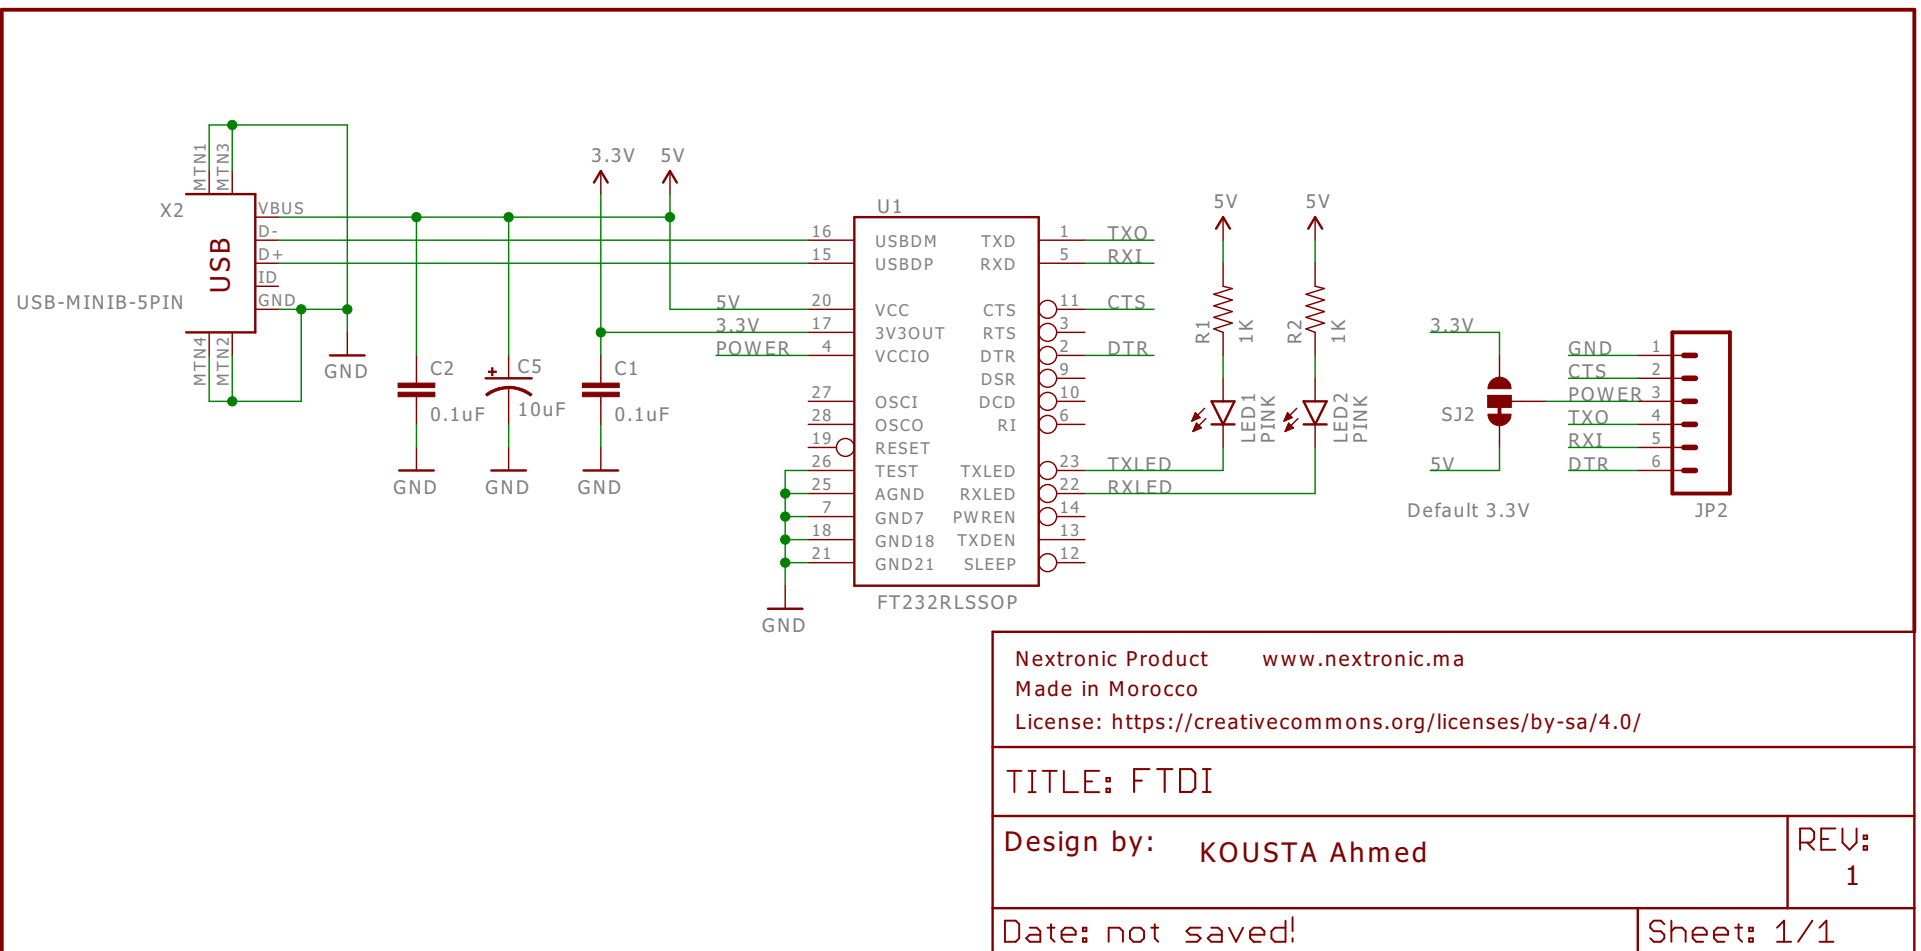 MTN1
MTN3
X2
USB
VBUS
D-
D+
ID
GND
USB-MINIB-5PIN
MTN4
MTN2
GND
3.3V
5V
C2
0.1uF
GND
C5
10uF
GND
C1
0.1uF
GND
5V
3.3V
POWER
U1
16 USBDM TXD 1 TXO
15 USBDP RXD 5 RXI
20 VCC CTS 11 CTS
17 3V3OUT RTS 3
4 VCCIO DTR 2 DTR
DSR 9
27 OSCI DCD 10
28 OSCO RI 6
19 RESET
26 TEST TXLED 23 TXLED
25 AGND RXLED 22 RXLED
7 GND7 PWREN 14
18 GND18 TXDEN 13
21 GND21 SLEEP 12
FT232RLSSOP
GND
5V
R1
1K
LED1
PINK
5V
R2
1K
LED2
PINK
3.3V
SJ2
5V
Default 3.3V
GND 1
CTS 2
POWER 3
TXO 4
RXI 5
DTR 6
JP2
Nextronic Product www.nextronic.ma
Made in Morocco
License: https://creativecommons.org/licenses/by-sa/4.0/
TITLE: FTDI
Design by: KOUSTA Ahmed
REV:
1
Date: not saved!
Sheet: 1/1